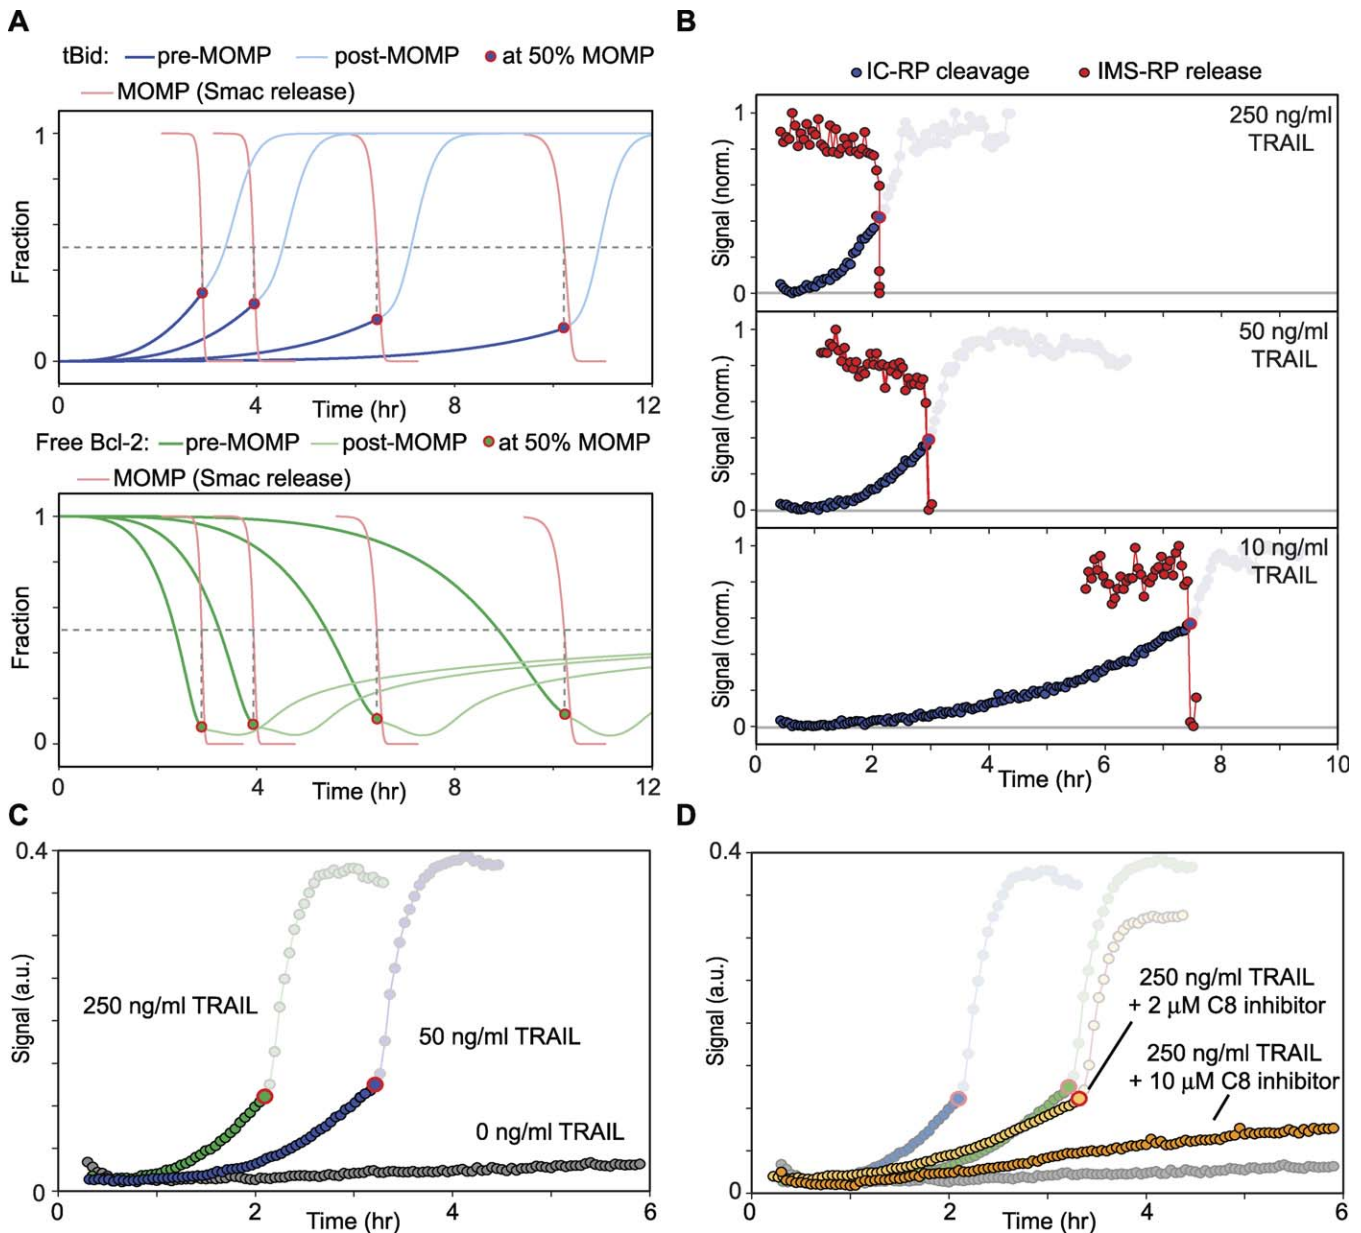 A
tBid: pre-MOMP post-MOMP at 50% MOMP
MOMP (Smac release)
1
Fraction
0
0 4 8 12
Time (hr)
Free Bcl-2: pre-MOMP post-MOMP at 50% MOMP
MOMP (Smac release)
1
Fraction
0
0 4 8 12
Time (hr)
B
IC-RP cleavage IMS-RP release
250 ng/ml
TRAIL
1
Signal (norm.)
0
50 ng/ml
TRAIL
1
Signal (norm.)
0
10 ng/ml
TRAIL
1
Signal (norm.)
0
0 2 4 6 8 10
Time (hr)
C
0.4
Signal (a.u.)
250 ng/ml TRAIL
50 ng/ml TRAIL
0 ng/ml TRAIL
0
2 4 6
Time (hr)
D
0.4
Signal (a.u.)
250 ng/ml TRAIL
+ 2 μM C8 inhibitor
250 ng/ml TRAIL
+ 10 μM C8 inhibitor
0
0 2 4 6
Time (hr)